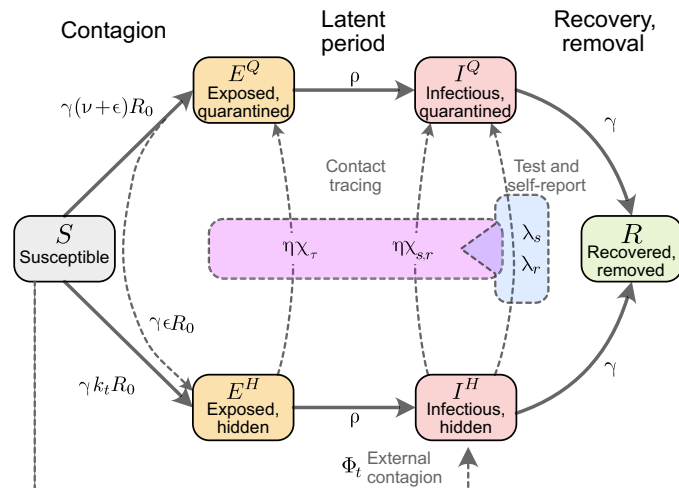 Contagion
Latent
period
Recovery,
removal
E^Q
Exposed,
quarantined
ρ
I^Q
Infectious,
quarantined
γ(ν+ϵ)R₀
γ
Contact
tracing
Test and
self-report
S
Susceptible
ηχ_τ
ηχ_{s,r}
λ_s
λ_r
R
Recovered,
removed
γϵR₀
γk_tR₀
E^H
Exposed,
hidden
ρ
I^H
Infectious,
hidden
γ
Φ_t External
contagion